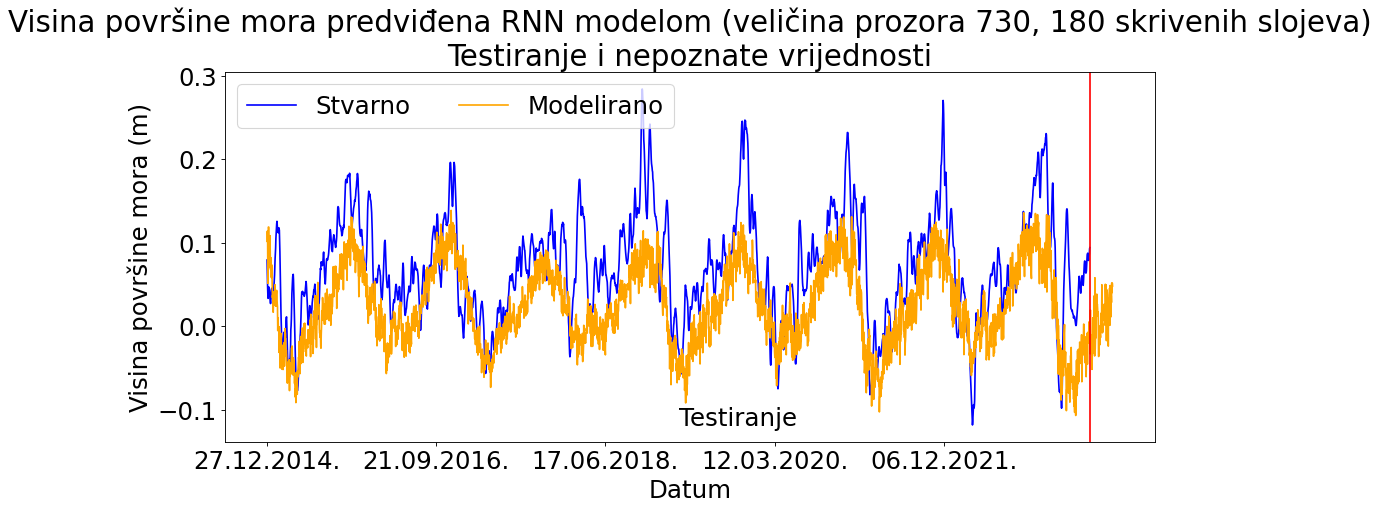 Visina površine mora predviđena RNN modelom (veličina prozora 730, 180 skrivenih slojeva)
Testiranje i nepoznate vrijednosti
Stvarno Modelirano
Visina površine mora (m)
0.3
0.2
0.1
0.0
−0.1
Testiranje
27.12.2014. 21.09.2016. 17.06.2018. 12.03.2020. 06.12.2021.
Datum